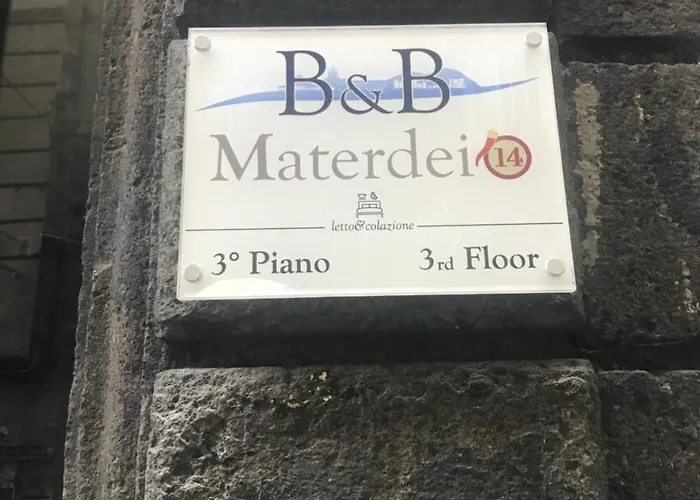 B&B
Materdei 14
letto&colazione
3° Piano 3rd Floor